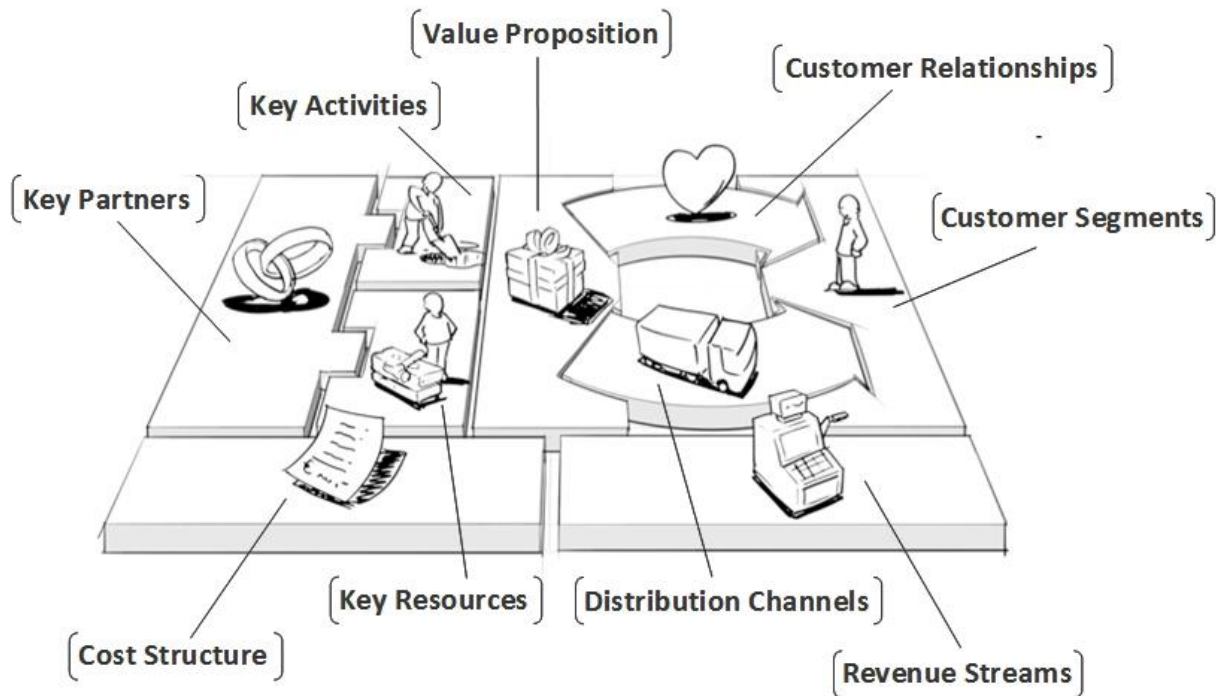 Value Proposition
Customer Relationships
Key Activities
Key Partners
Customer Segments
Key Resources
Distribution Channels
Cost Structure
Revenue Streams